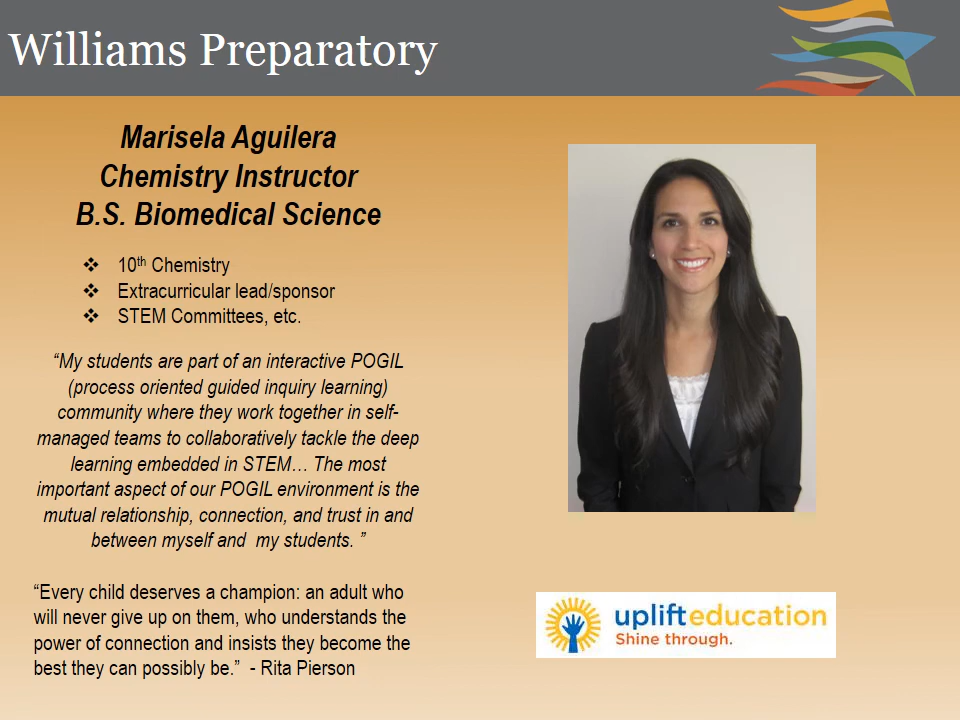 Williams Preparatory
Marisela Aguilera
Chemistry Instructor
B.S. Biomedical Science
❖ 10th Chemistry
❖ Extracurricular lead/sponsor
❖ STEM Committees, etc.
“My students are part of an interactive POGIL
(process oriented guided inquiry learning)
community where they work together in self-
managed teams to collaboratively tackle the deep
learning embedded in STEM… The most
important aspect of our POGIL environment is the
mutual relationship, connection, and trust in and
between myself and  my students. ”
“Every child deserves a champion: an adult who
will never give up on them, who understands the
power of connection and insists they become the
best they can possibly be.”  - Rita Pierson
uplift education
Shine through.